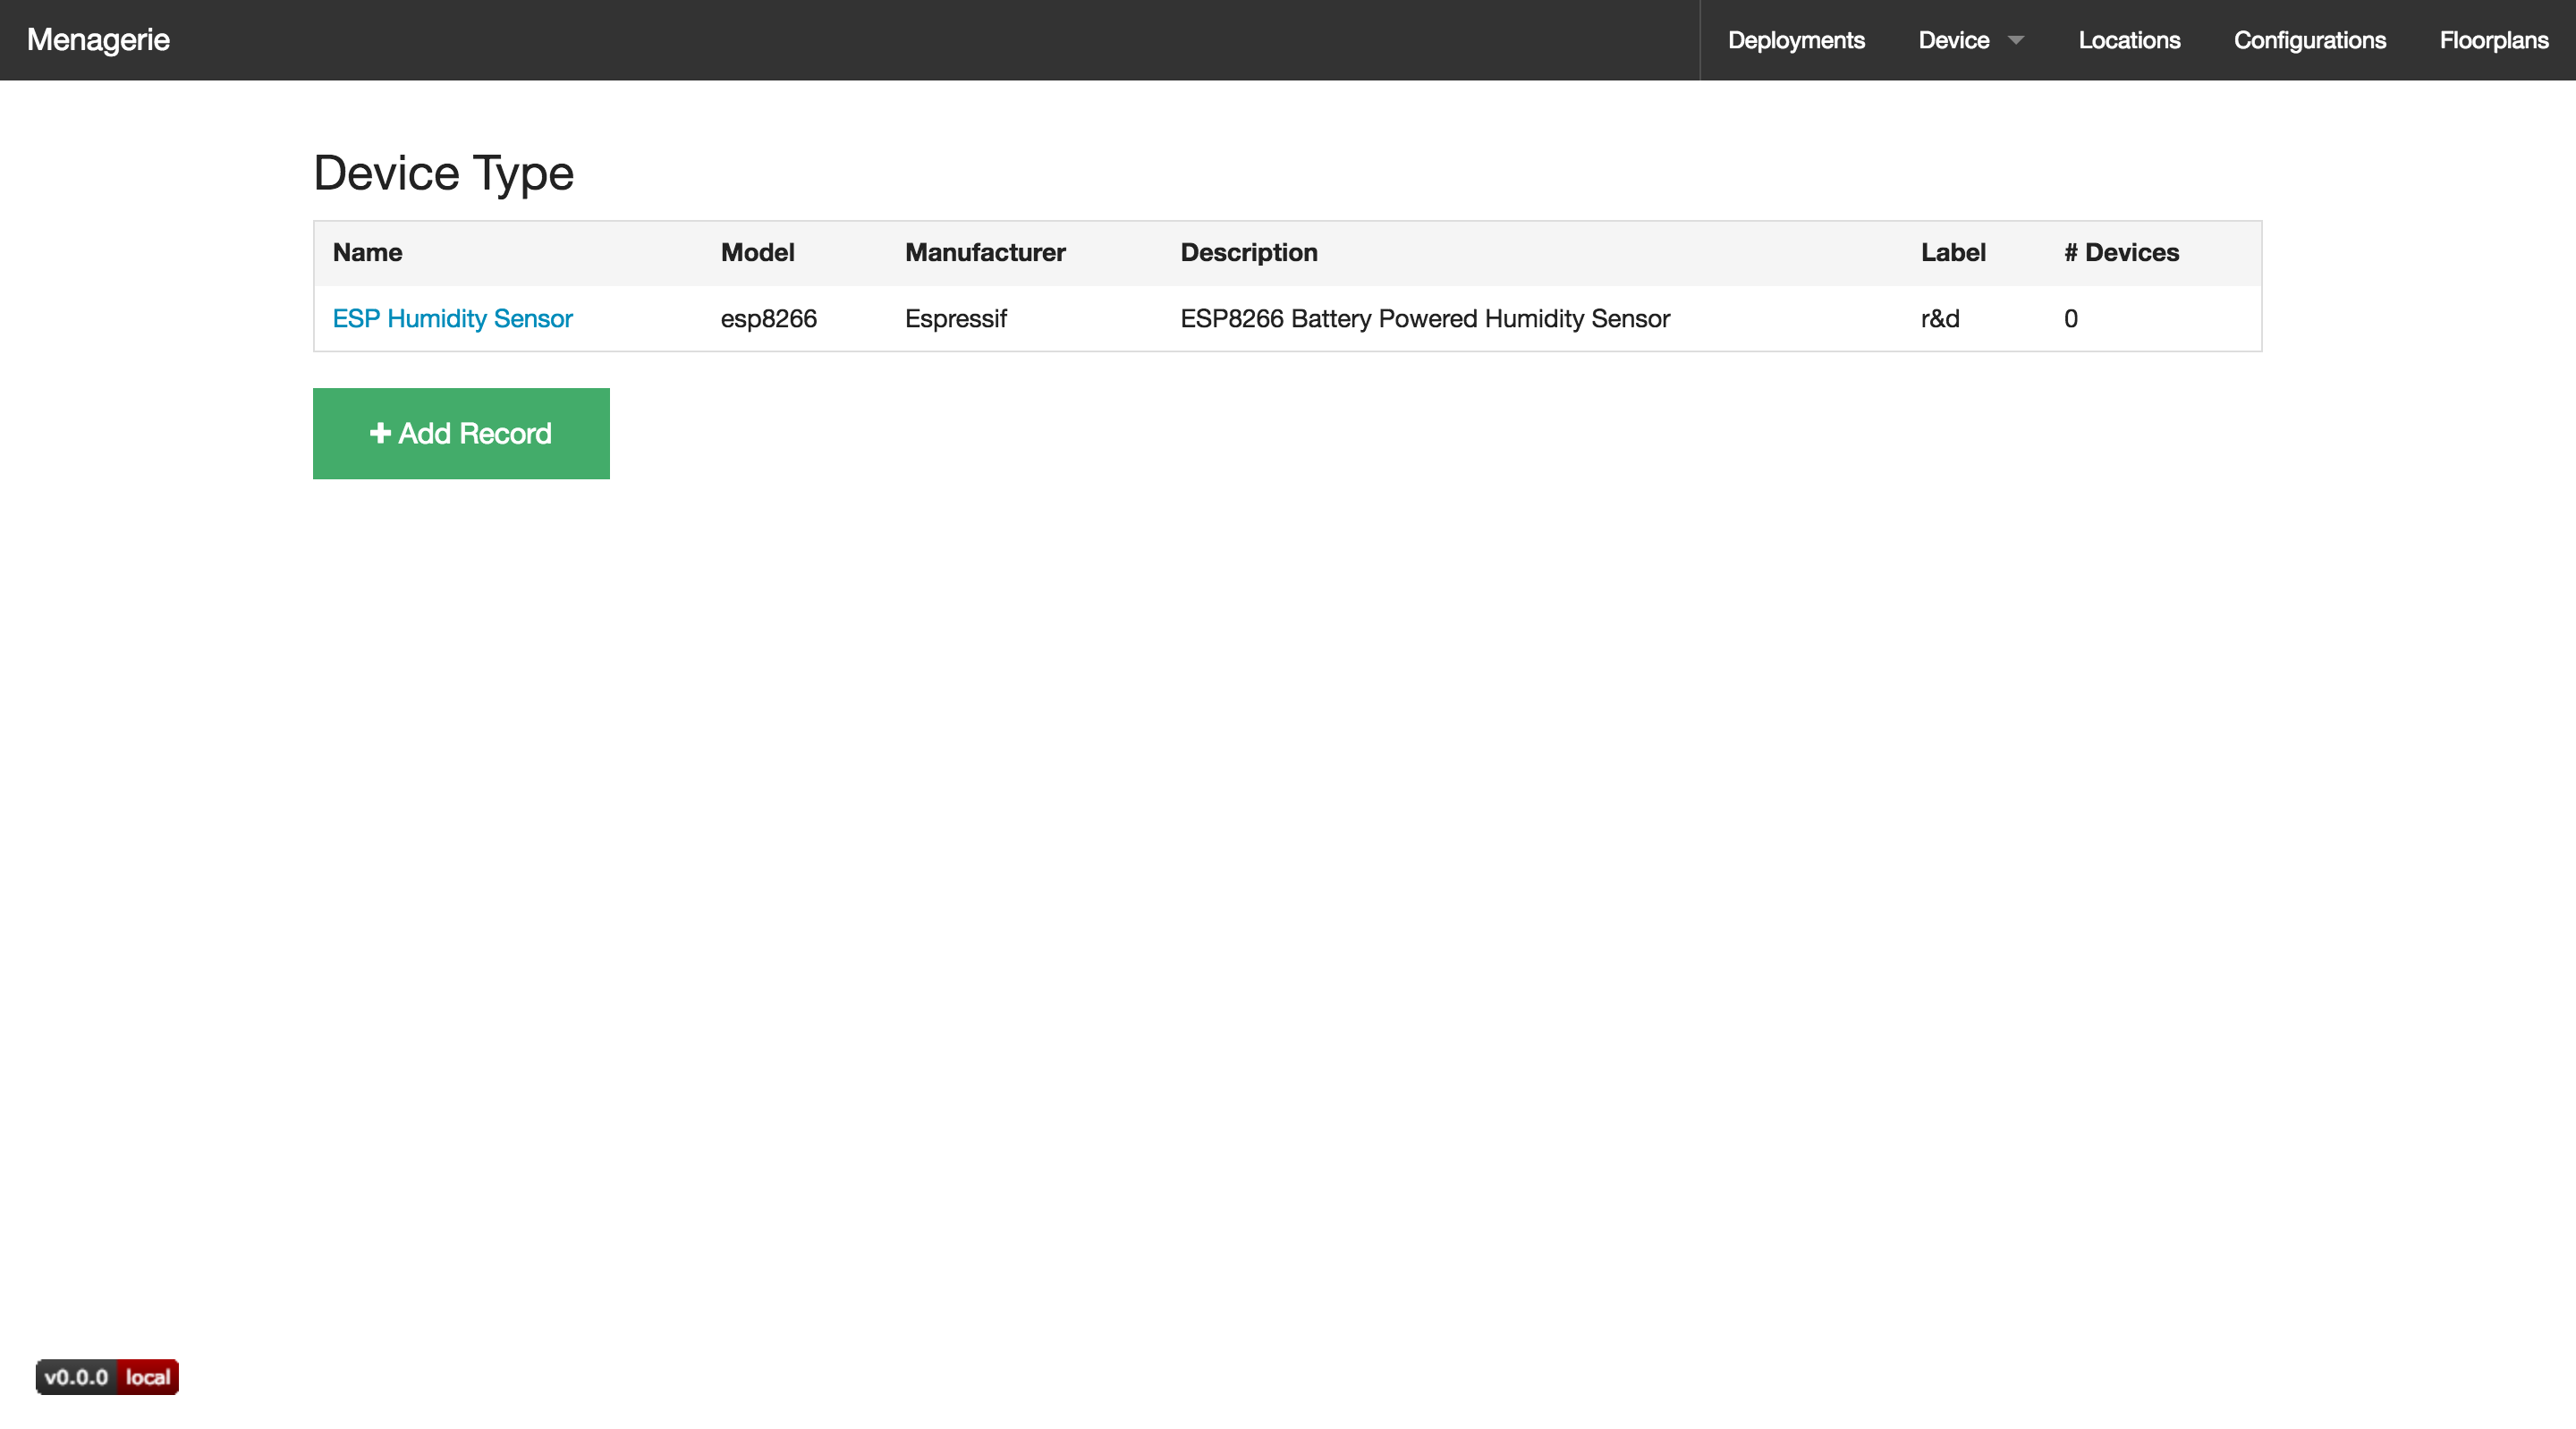 Menagerie Deployments Device Locations Configurations Floorplans
Device Type
Name Model Manufacturer Description Label # Devices
ESP Humidity Sensor esp8266 Espressif ESP8266 Battery Powered Humidity Sensor r&d 0
+ Add Record
v0.0.0 local